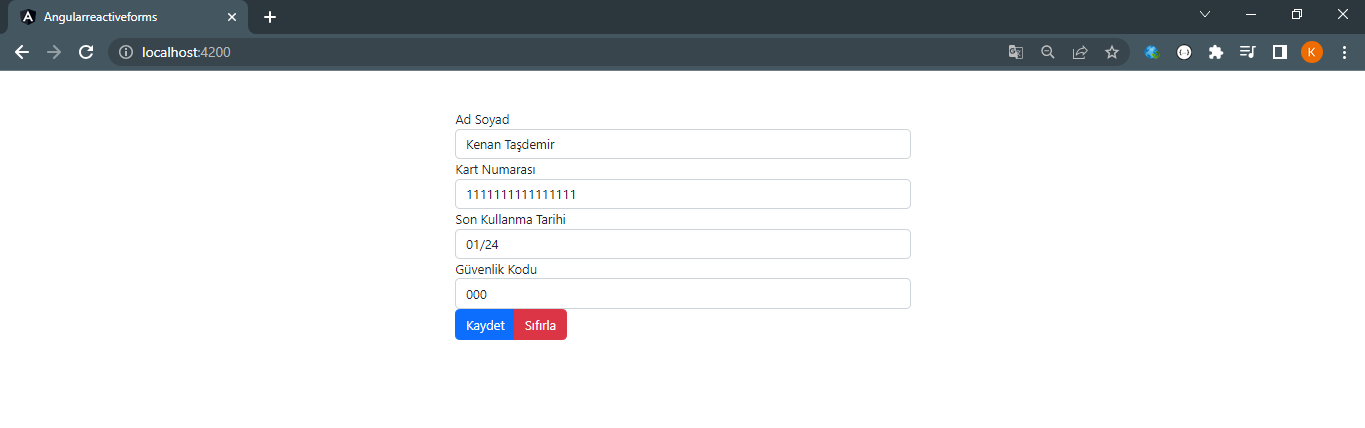 Angularreactiveforms
localhost:4200
K
Ad Soyad
Kenan Taşdemir
Kart Numarası
1111111111111111
Son Kullanma Tarihi
01/24
Güvenlik Kodu
000
Kaydet Sıfırla